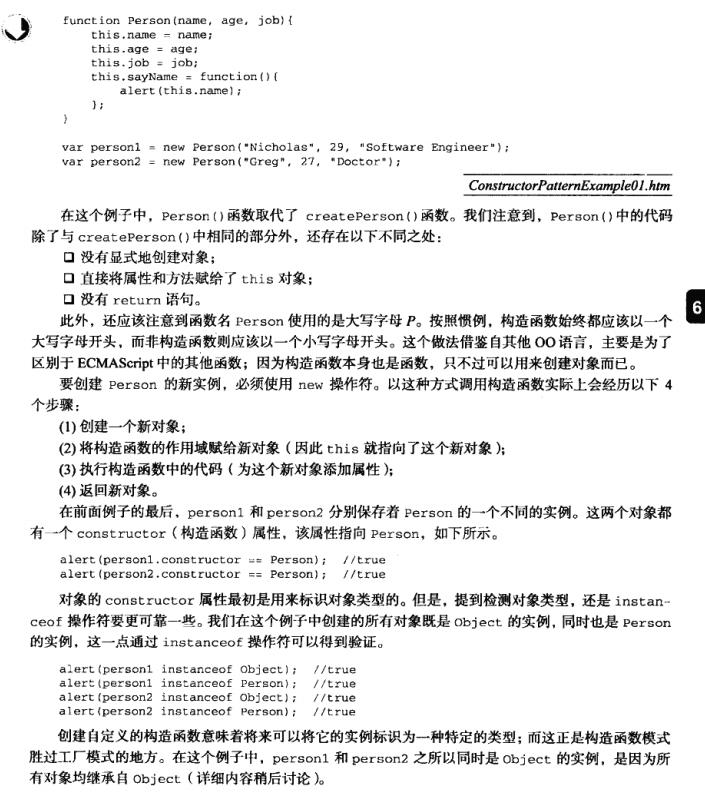 function Person(name, age, job){
this.name = name;
this.age = age;
this.job = job;
this.sayName = function(){
alert(this.name);
};
}
var person1 = new Person("Nicholas", 29, "Software Engineer");
var person2 = new Person("Greg", 27, "Doctor");
ConstructorPatternExample01.htm
在这个例子中，Person()函数取代了 createPerson()函数。我们注意到，Person()中的代码
除了与 createPerson()中相同的部分外，还存在以下不同之处：
❑ 没有显式地创建对象；
❑ 直接将属性和方法赋给了 this 对象；
❑ 没有 return 语句。
6
此外，还应该注意到函数名 Person 使用的是大写字母 P。按照惯例，构造函数始终都应该以一个
大写字母开头，而非构造函数则应该以一个小写字母开头。这个做法借鉴自其他 OO 语言，主要是为了
区别于 ECMAScript 中的其他函数；因为构造函数本身也是函数，只不过可以用来创建对象而已。
要创建 Person 的新实例，必须使用 new 操作符。以这种方式调用构造函数实际上会经历以下 4
个步骤：
(1) 创建一个新对象；
(2) 将构造函数的作用域赋给新对象（因此 this 就指向了这个新对象）；
(3) 执行构造函数中的代码（为这个新对象添加属性）；
(4) 返回新对象。
在前面例子的最后，person1 和 person2 分别保存着 Person 的一个不同的实例。这两个对象都
有一个 constructor（构造函数）属性，该属性指向 Person，如下所示。
alert(person1.constructor == Person); //true
alert(person2.constructor == Person); //true
对象的 constructor 属性最初是用来标识对象类型的。但是，提到检测对象类型，还是 instan-
ceof 操作符要更可靠一些。我们在这个例子中创建的所有对象既是 Object 的实例，同时也是 Person
的实例，这一点通过 instanceof 操作符可以得到验证。
alert(person1 instanceof Object); //true
alert(person1 instanceof Person); //true
alert(person2 instanceof Object); //true
alert(person2 instanceof Person); //true
创建自定义的构造函数意味着将来可以将它的实例标识为一种特定的类型；而这正是构造函数模式
胜过工厂模式的地方。在这个例子中，person1 和 person2 之所以同时是 Object 的实例，是因为所
有对象均继承自 Object（详细内容稍后讨论）。